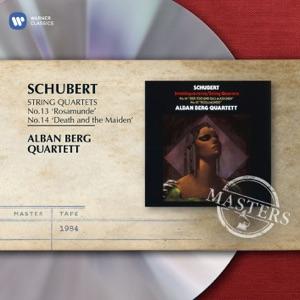 WARNER
CLASSICS
SCHUBERT
STRING QUARTETS
No.13 'Rosamunde'
No.14 'Death and the Maiden'
ALBAN BERG
QUARTETT
SCHUBERT
ALBAN BERG QUARTETT
MASTERS
MASTER TAPE
1984